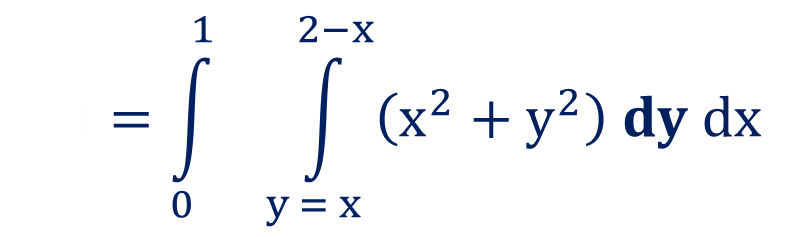 1 2−x
= ∫ ∫ (x² + y²) dy dx
0 y = x